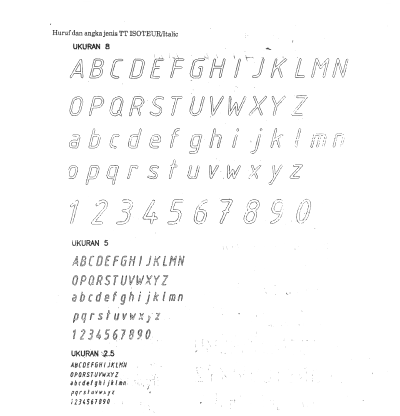 Huruf dan angka jenis TT ISOTEUR/Italic
UKURAN 8
ABCDEFGHIJKLMN
OPQRSTUVWXYZ
abcdefghijklmn
opqrstuvwxyz
1234567890
UKURAN 5
ABCDEFGHIJKLMN
OPQRSTUVWXYZ
abcdefghijklmn
pqrstuvwxyz
1234567890
UKURAN 2.5
ABCDEFGHIJKLMN
OPQRSTUVWXYZ
abcdefghijklmn
pqrstuvwxyz
1234567890